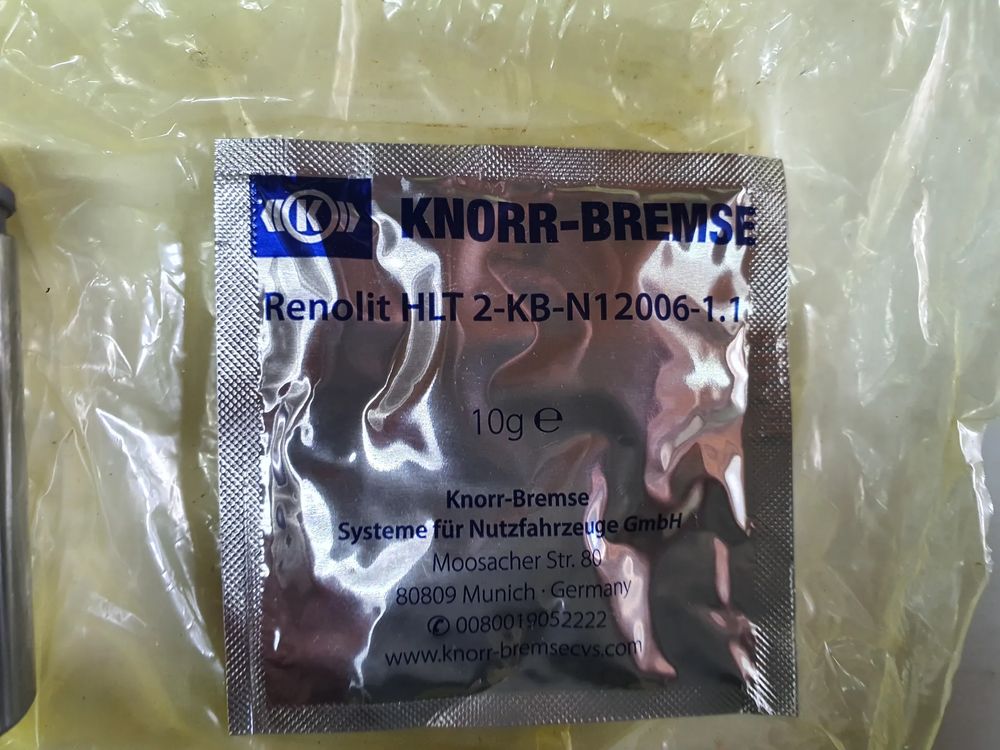 K KNORR-BREMSE
Renolit HLT 2-KB-N12006-1.1
10g ℮
Knorr-Bremse
Systeme für Nutzfahrzeuge GmbH
Moosacher Str. 80
80809 Munich · Germany
✆ 0080019052222
www.knorr-bremsecvs.com